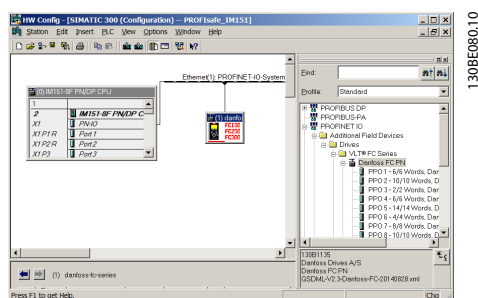 HW Config - [SIMATIC 300 (Configuration) -- PROFIsafe_IM151]
Station Edit Insert PLC View Options Window Help
Ethernet(1): PROFINET-IO-System
(0) IM151-8F PN/DP CPU
1
2 IM151-8F PN/DP C
X1 PN-IO
X1 P1 R Port 1
X1 P2 R Port 2
X1 P3 Port 3
(1) danfo
FC100
FC200
FC300
Find:
Profile: Standard
PROFIBUS DP
PROFIBUS-PA
PROFINET IO
Additional Field Devices
Drives
VLT® FC Series
Danfoss FC PN
PPO 1 - 6/6 Words, Dar
PPO 2 - 10/10 Words, D
PPO 3 - 2/2 Words, Dar
PPO 4 - 6/6 Words, Dar
PPO 5 - 14/14 Words, D
PPO 6 - 4/4 Words, Dar
PPO 7 - 8/8 Words, Dar
PPO 8 - 10/10 Words, D
130B1135
Danfoss Drives A/S
Danfoss FC PN
GSDML-V2.3-Danfoss-FC-20140828.xml
(1) danfoss-fc-series
Press F1 to get Help.
Chg
130BE080.10